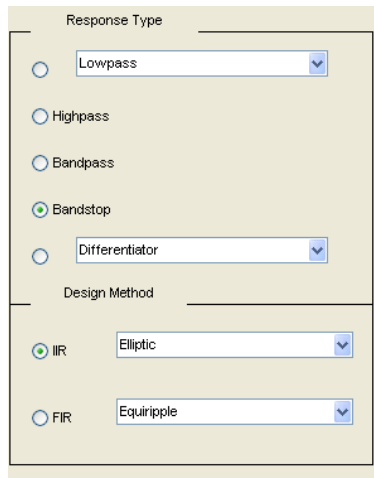 Response Type
Lowpass
Highpass
Bandpass
Bandstop
Differentiator
Design Method
IIR Elliptic
FIR Equiripple